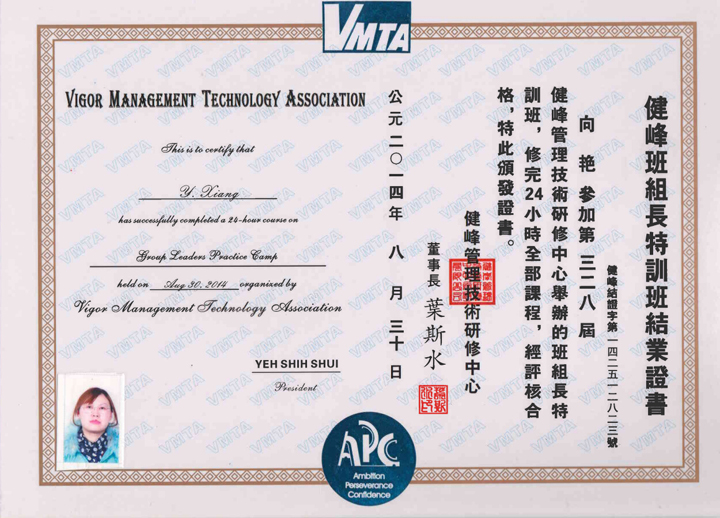 VMTA
VIGOR MANAGEMENT TECHNOLOGY ASSOCIATION
This is to certify that
Y. Xiang
has successfully completed a 24-hour course on
Group Leaders Practice Camp
held on Aug 30, 2014 organized by
Vigor Management Technology Association
YEH SHIH SHUI
President
健峰班組長特訓班結業證書
健峰結證字第一四二五一二八二三號
向艳参加第三二八屆
健峰管理技術研修中心舉辦的班組長特
訓班，修完24小時全部課程，經評核合
格，特此頒發證書。
健峰管理技術研修中心
董事長 葉斯水
公元二〇一四年 八月 三十日
APC
Ambition
Perseverance
Confidence